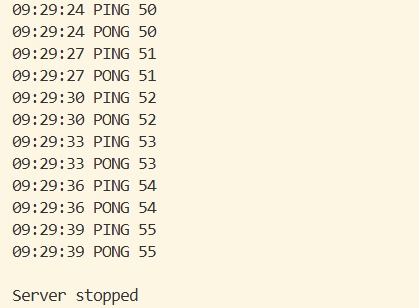 09:29:24 PING 50
09:29:24 PONG 50
09:29:27 PING 51
09:29:27 PONG 51
09:29:30 PING 52
09:29:30 PONG 52
09:29:33 PING 53
09:29:33 PONG 53
09:29:36 PING 54
09:29:36 PONG 54
09:29:39 PING 55
09:29:39 PONG 55
Server stopped